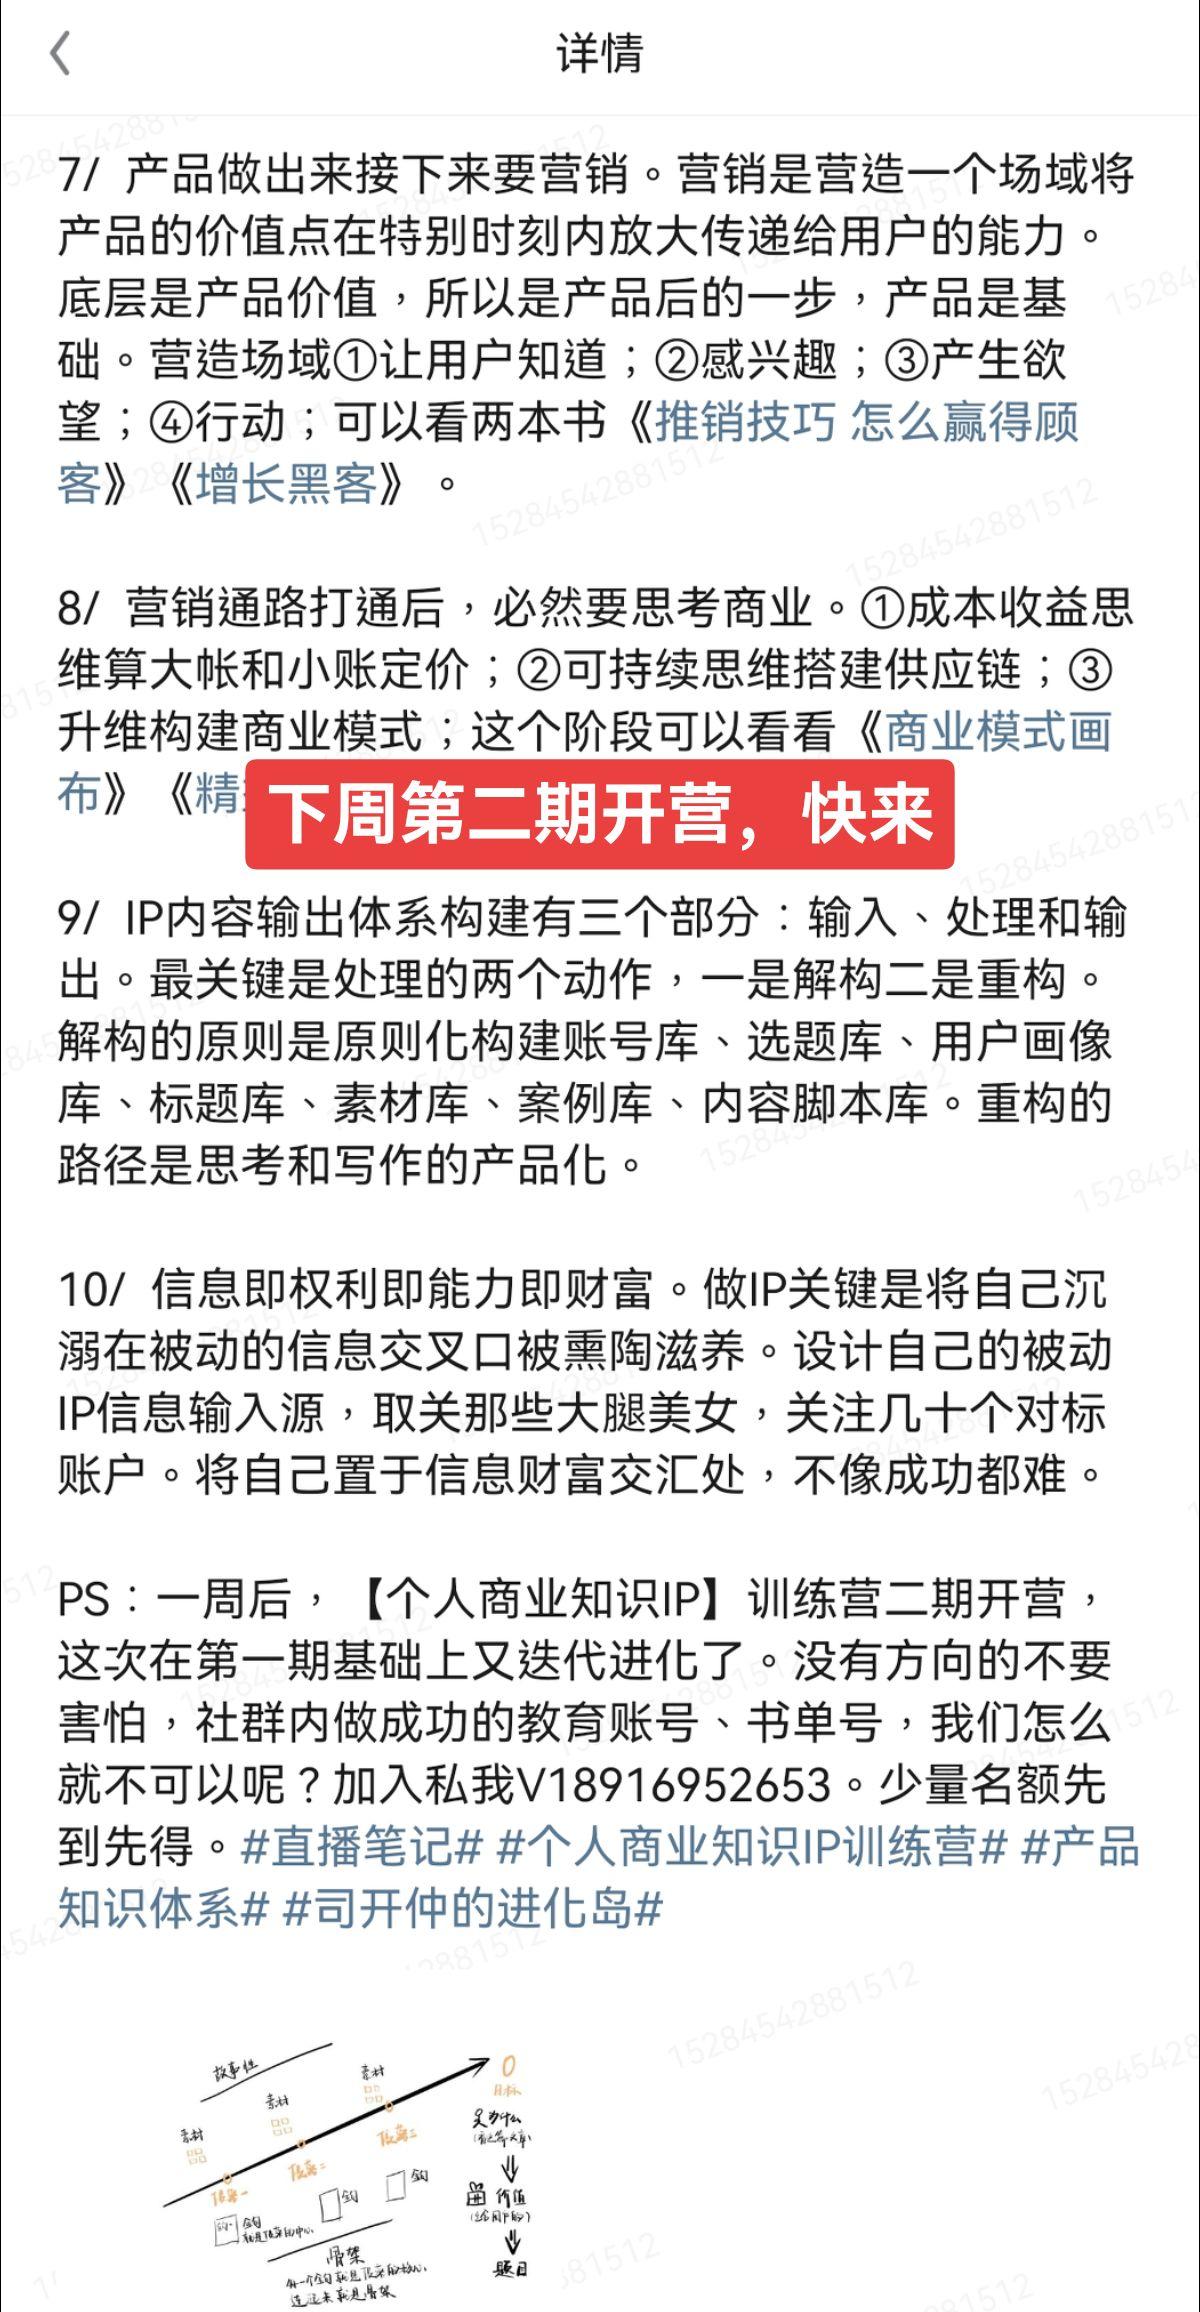 详情
7/ 产品做出来接下来要营销。营销是营造一个场域将
产品的价值点在特别时刻内放大传递给用户的能力。
底层是产品价值，所以是产品后的一步，产品是基
础。营造场域①让用户知道；②感兴趣；③产生欲
望；④行动；可以看两本书《推销技巧 怎么赢得顾
客》《增长黑客》。
8/ 营销通路打通后，必然要思考商业。①成本收益思
维算大帐和小账定价；②可持续思维搭建供应链；③
升维构建商业模式；这个阶段可以看看《商业模式画
布》《精
下周第二期开营，快来
9/ IP内容输出体系构建有三个部分：输入、处理和输
出。最关键是处理的两个动作，一是解构二是重构。
解构的原则是原则化构建账号库、选题库、用户画像
库、标题库、素材库、案例库、内容脚本库。重构的
路径是思考和写作的产品化。
10/ 信息即权利即能力即财富。做IP关键是将自己沉
溺在被动的信息交叉口被熏陶滋养。设计自己的被动
IP信息输入源，取关那些大腿美女，关注几十个对标
账户。将自己置于信息财富交汇处，不像成功都难。
PS：一周后，【个人商业知识IP】训练营二期开营，
这次在第一期基础上又迭代进化了。没有方向的不要
害怕，社群内做成功的教育账号、书单号，我们怎么
就不可以呢？加入私我V18916952653。少量名额先
到先得。#直播笔记# #个人商业知识IP训练营# #产品
知识体系# #司开仲的进化岛#
15284542881512
故事性
素材
素材
素材
目标
为什么
价值
题目
金句
金句
金句
骨架